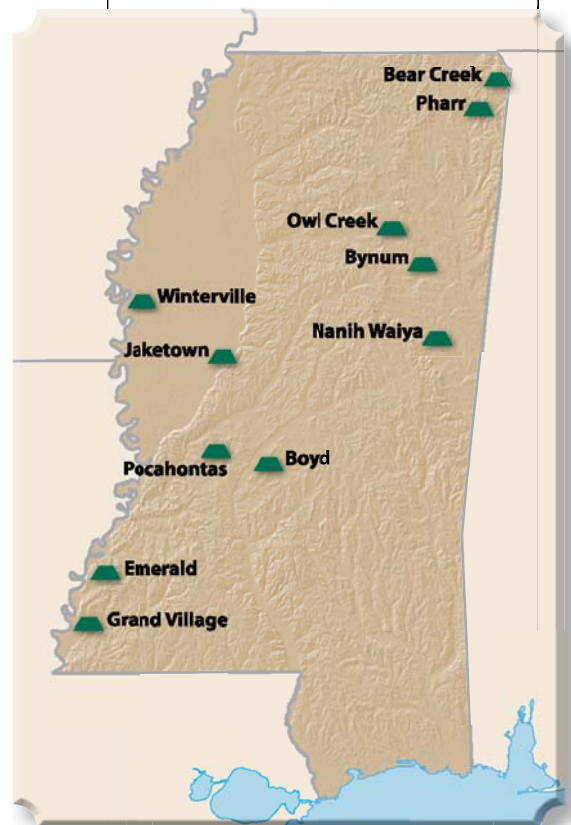 Bear Creek
Pharr
Owl Creek
Bynum
Winterville
Nanih Waiya
Jaketown
Boyd
Pocahontas
Emerald
Grand Village